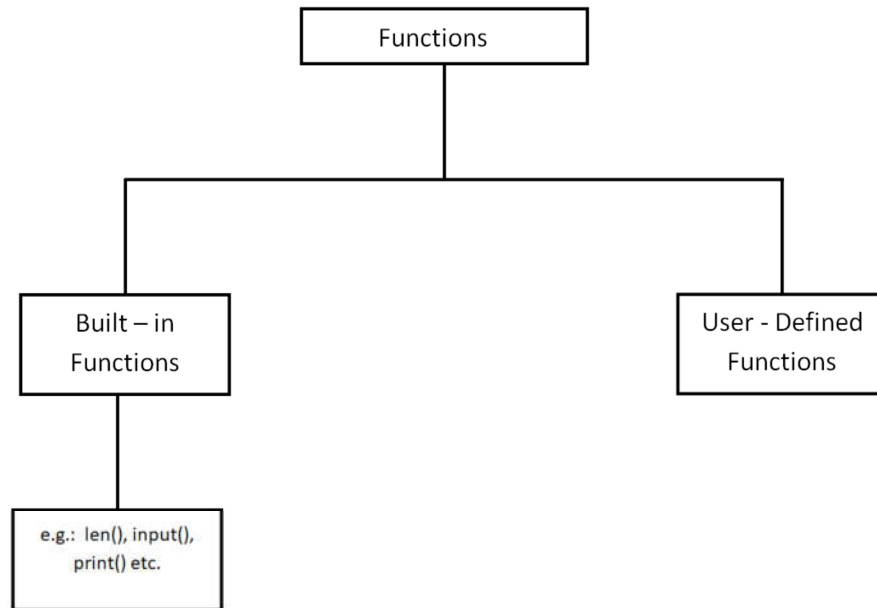 Functions
Built – in
Functions
User - Defined
Functions
e.g.: len(), input(),
print() etc.